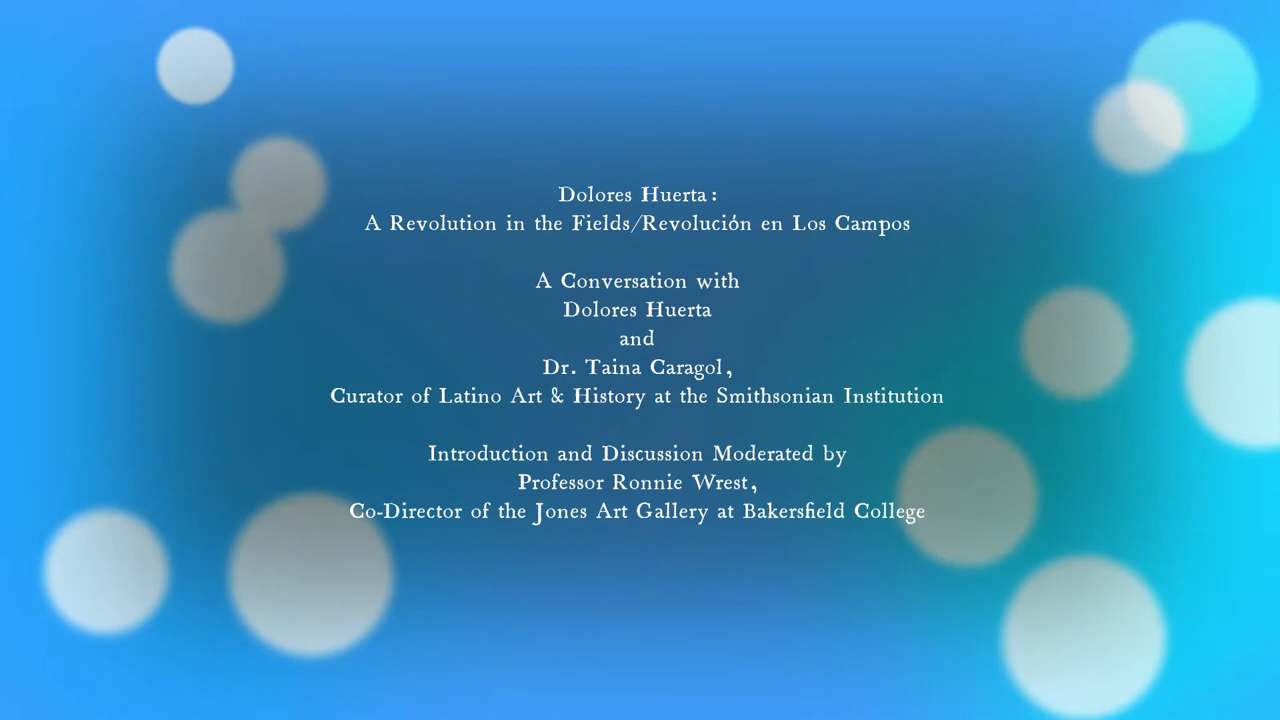 Dolores Huerta:
A Revolution in the Fields/Revolución en Los Campos
A Conversation with
Dolores Huerta
and
Dr. Taina Caragol,
Curator of Latino Art & History at the Smithsonian Institution
Introduction and Discussion Moderated by
Professor Ronnie Wrest,
Co-Director of the Jones Art Gallery at Bakersfield College